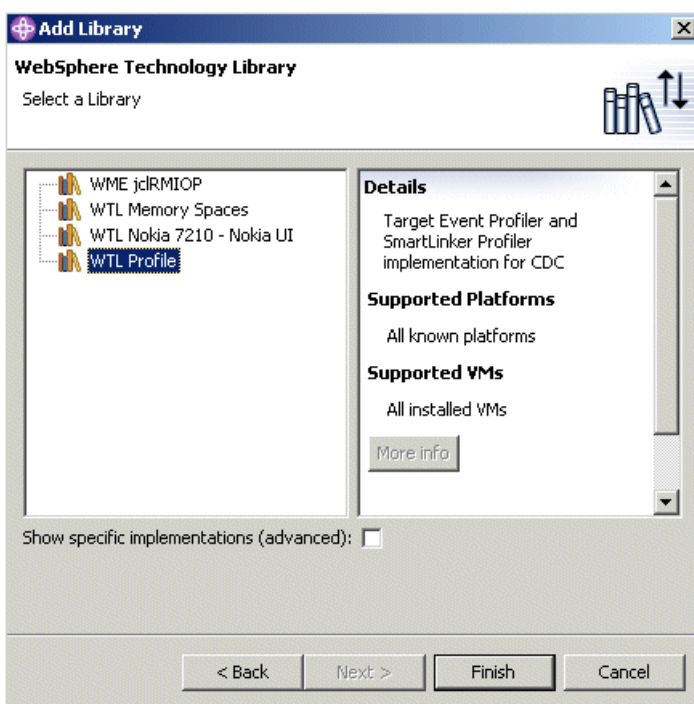 Add Library
WebSphere Technology Library
Select a Library
WME jclRMIOP
WTL Memory Spaces
WTL Nokia 7210 - Nokia UI
WTL Profile
Details
Target Event Profiler and
SmartLinker Profiler
implementation for CDC
Supported Platforms
All known platforms
Supported VMs
All installed VMs
More info
Show specific implementations (advanced):
< Back
Next >
Finish
Cancel